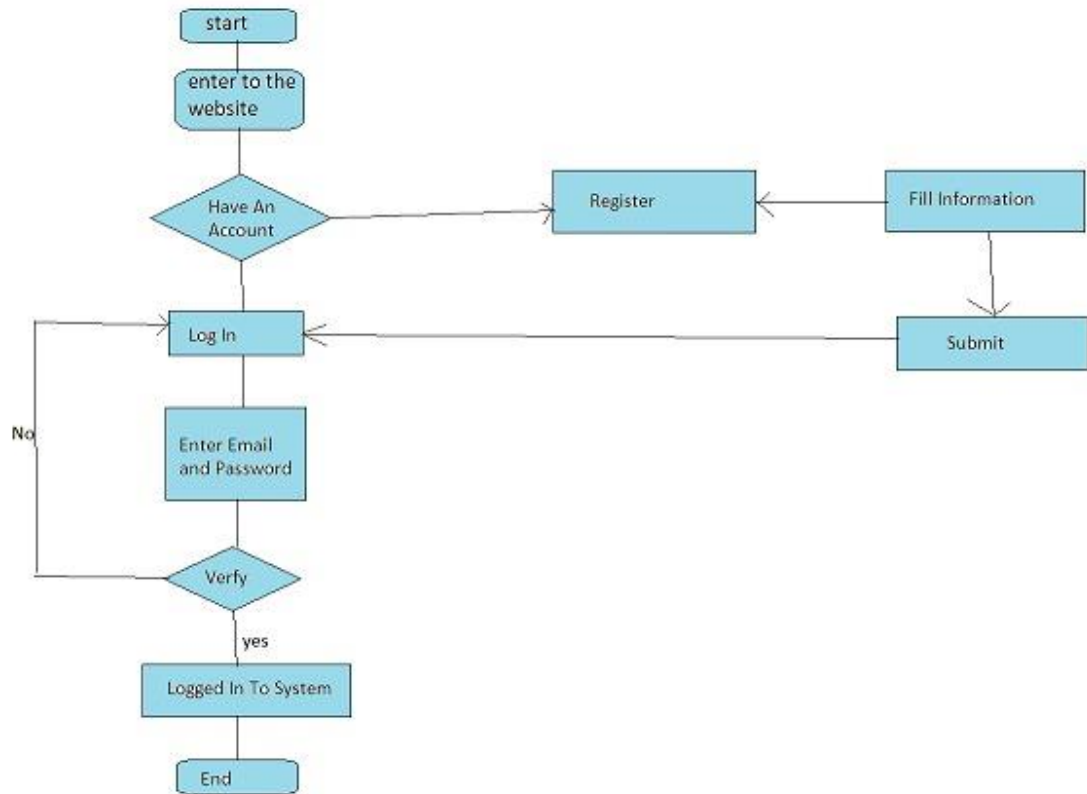 start
enter to the
website
Have An
Account
Register
Fill Information
Log In
Submit
No
Enter Email
and Password
Verfy
yes
Logged In To System
End